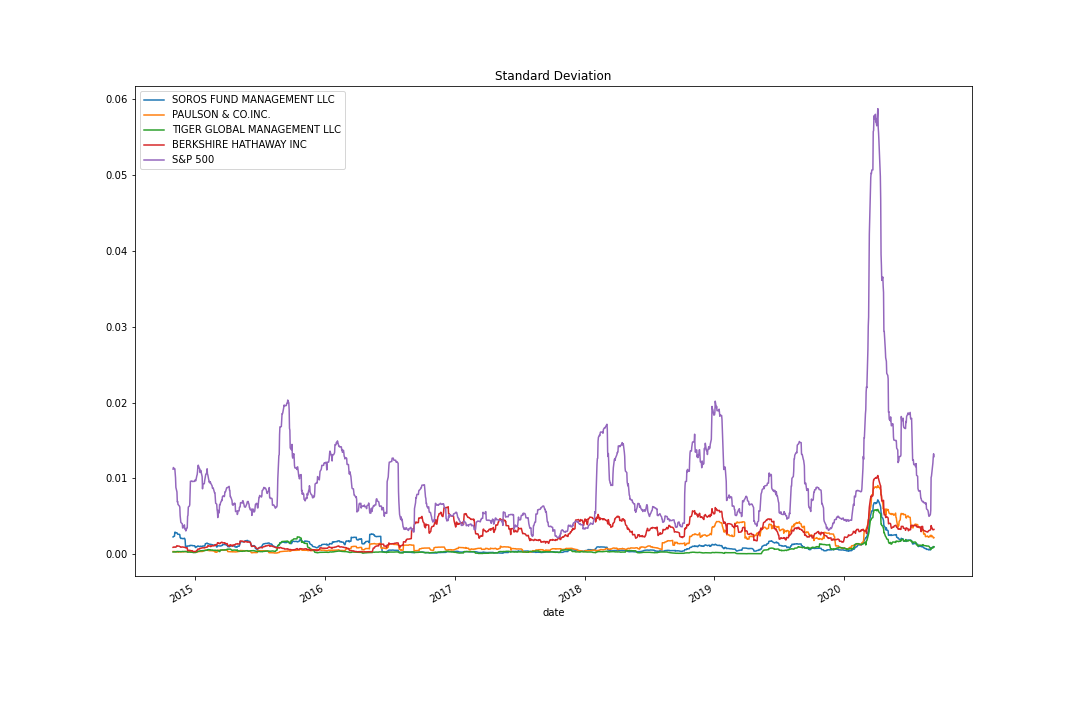 Standard Deviation
SOROS FUND MANAGEMENT LLC
PAULSON & CO.INC.
TIGER GLOBAL MANAGEMENT LLC
BERKSHIRE HATHAWAY INC
S&P 500
0.06
0.05
0.04
0.03
0.02
0.01
0.00
2015
2016
2017
2018
2019
2020
date